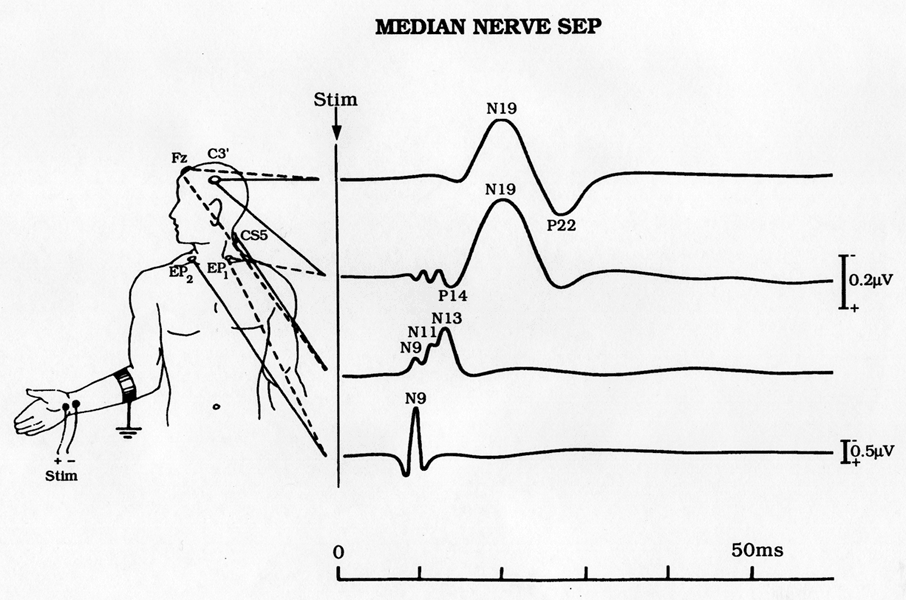 MEDIAN NERVE SEP
Stim
N19
Fz
C3'
N19
P22
CS5
EP2
EP1
-
0.2μV
+
P14
N13
N11
N9
N9
-
0.5μV
+
+ -
Stim
0
50ms